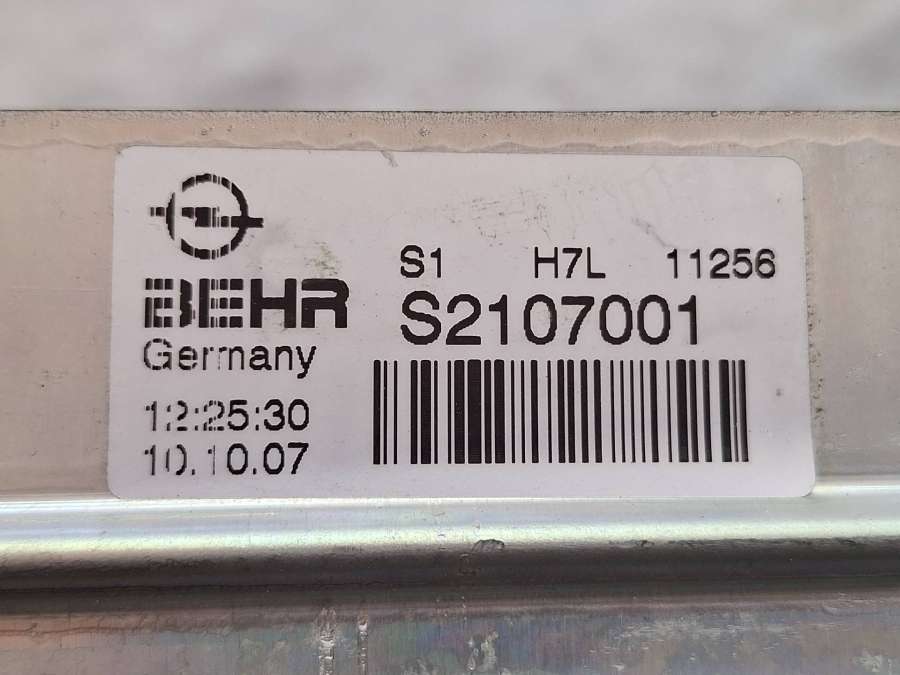 BEHR
Germany
12:25:30
10.10.07
S1 H7L 11256
S2107001